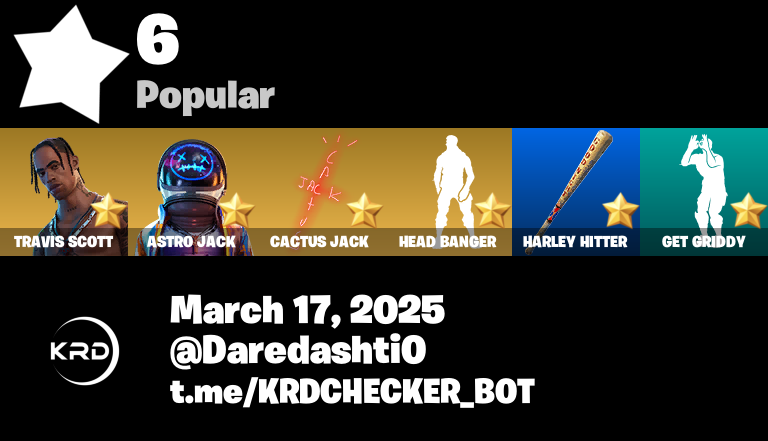 6
Popular
TRAVIS SCOTT
ASTRO JACK
CACTUS JACK
HEAD BANGER
HARLEY HITTER
GET GRIDDY
KRD
March 17, 2025
@Daredashti0
t.me/KRDCHECKER_BOT